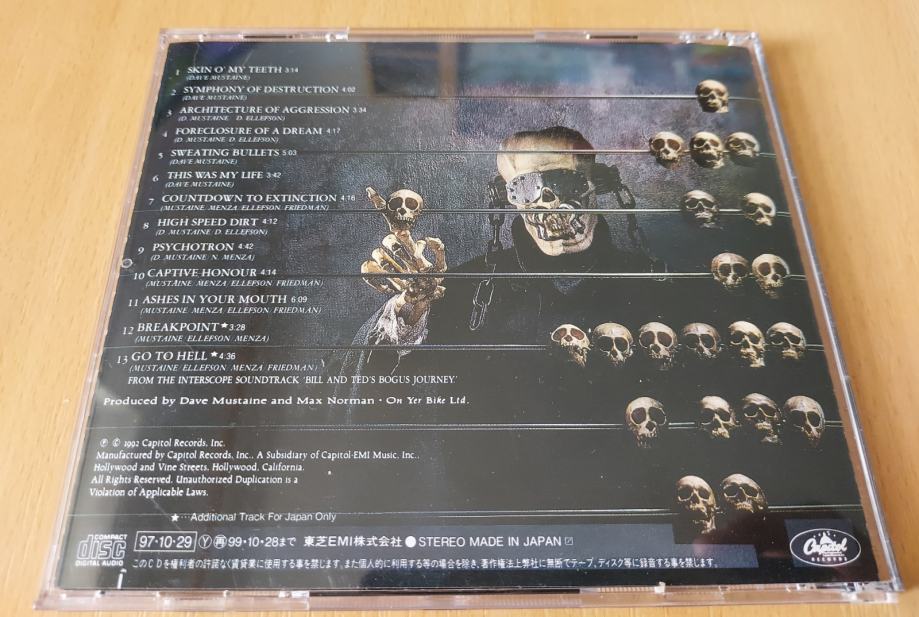 1 SKIN O' MY TEETH 3:14
(DAVE MUSTAINE)
2 SYMPHONY OF DESTRUCTION 4:02
(DAVE MUSTAINE)
3 ARCHITECTURE OF AGGRESSION 3:34
(D. MUSTAINE D. ELLEFSON)
4 FORECLOSURE OF A DREAM 4:17
(D. MUSTAINE D. ELLEFSON)
5 SWEATING BULLETS 5:03
(DAVE MUSTAINE)
6 THIS WAS MY LIFE 3:42
(DAVE MUSTAINE)
7 COUNTDOWN TO EXTINCTION 4:16
(MUSTAINE MENZA ELLEFSON FRIEDMAN)
8 HIGH SPEED DIRT 4:12
(D. MUSTAINE D. ELLEFSON)
9 PSYCHOTRON 4:42
(D. MUSTAINE N. MENZA)
10 CAPTIVE HONOUR 4:14
(MUSTAINE MENZA ELLEFSON FRIEDMAN)
11 ASHES IN YOUR MOUTH 6:09
(MUSTAINE MENZA ELLEFSON FRIEDMAN)
12 BREAKPOINT★3:28
(MUSTAINE ELLEFSON MENZA)
13 GO TO HELL ★4:36
(MUSTAINE ELLEFSON MENZA FRIEDMAN)
FROM THE INTERSCOPE SOUNDTRACK 'BILL AND TED'S BOGUS JOURNEY.'
Produced by Dave Mustaine and Max Norman · On Yer Bike Ltd.
℗ © 1992 Capitol Records, Inc.
Manufactured by Capitol Records, Inc., A Subsidiary of Capitol-EMI Music, Inc.,
Hollywood and Vine Streets, Hollywood, California.
All Rights Reserved. Unauthorized Duplication is a
Violation of Applicable Laws.
★…Additional Track For Japan Only
COMPACT disc DIGITAL AUDIO
97・10・29 Ⓨ 再 99・10・28まで 東芝EMI株式会社 ●STEREO MADE IN JAPAN
このCDを権利者の許諾なく賃貸業に使用する事を禁じます。また個人的に利用する等の場合を除き、著作権法上弊社に無断でテープ、ディスク等に録音する事を禁じます。
Capitol RECORDS